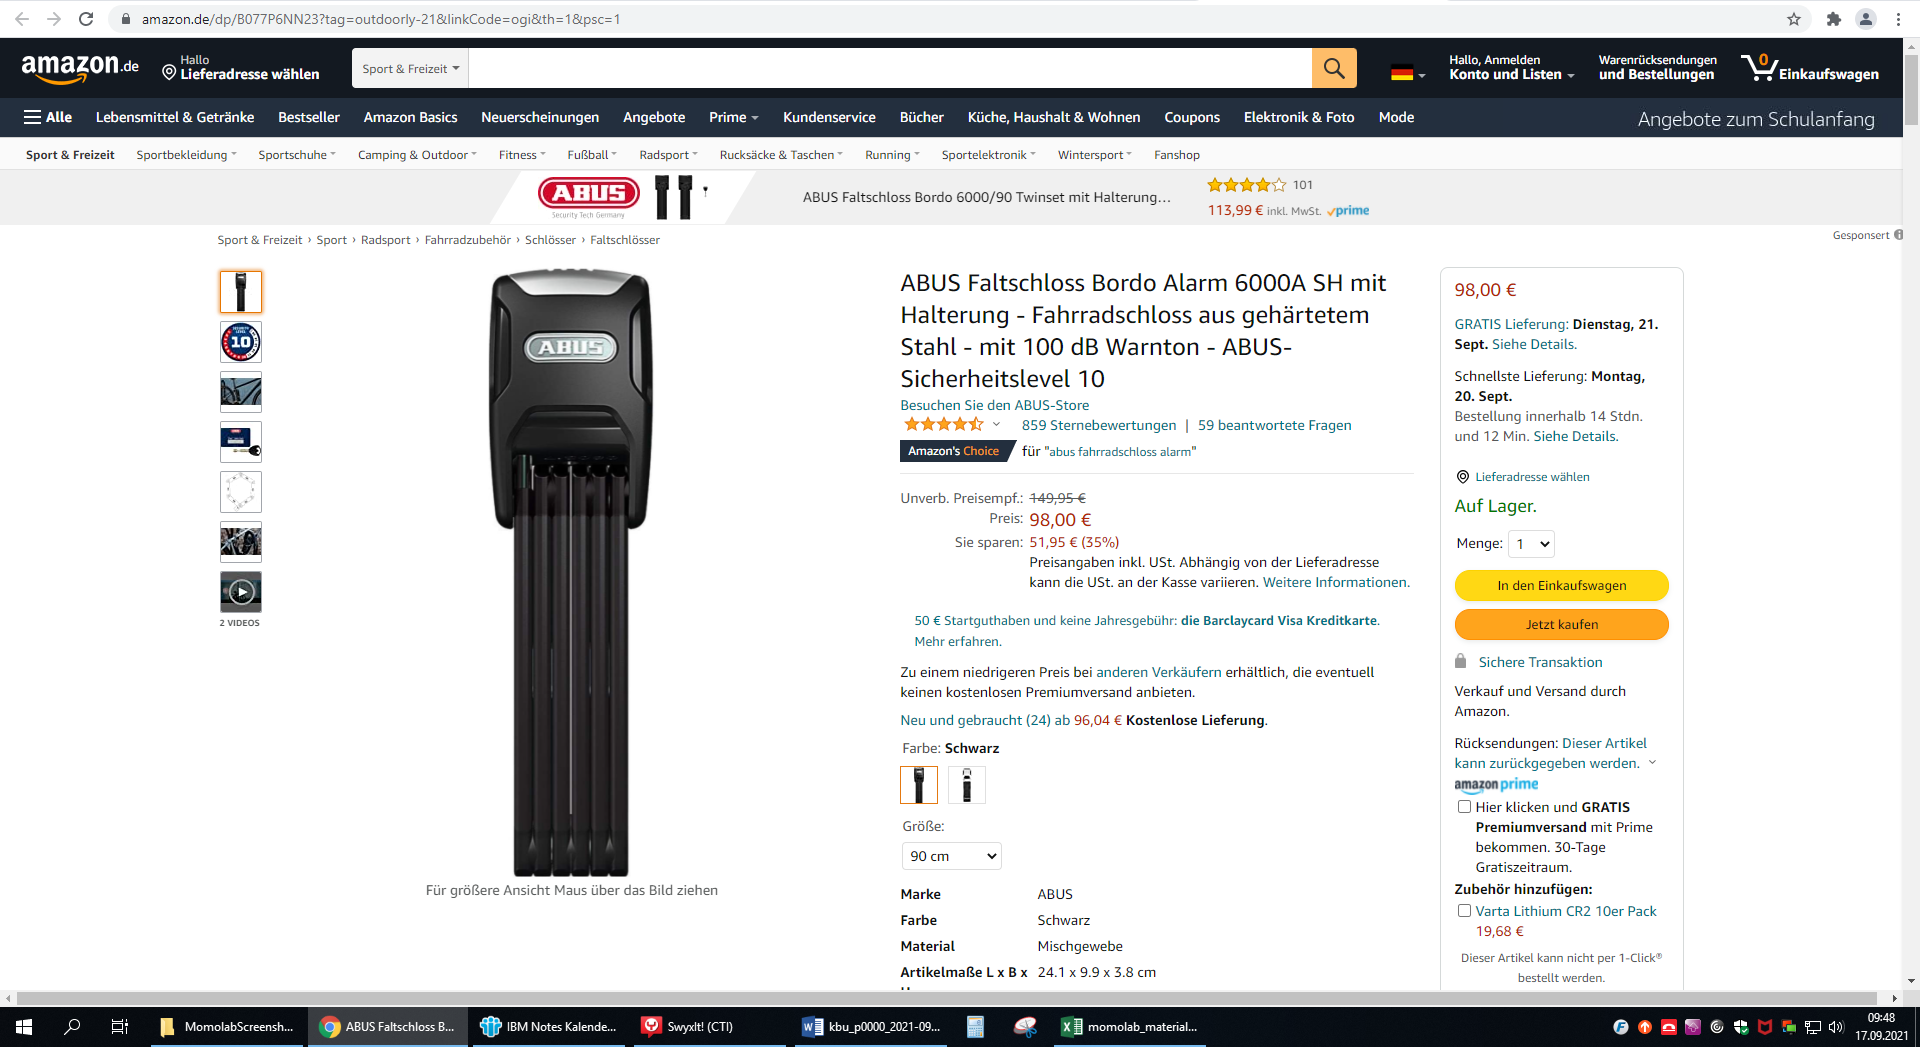 amazon.de/dp/B077P6NN23?tag=outdoorly-21&linkCode=ogi&th=1&psc=1
amazon.de
Hallo
Lieferadresse wählen
Sport & Freizeit
Hallo, Anmelden
Konto und Listen
Warenrücksendungen
und Bestellungen
0
Einkaufswagen
Alle Lebensmittel & Getränke Bestseller Amazon Basics Neuerscheinungen Angebote Prime Kundenservice Bücher Küche, Haushalt & Wohnen Coupons Elektronik & Foto Mode Angebote zum Schulanfang
Sport & Freizeit Sportbekleidung Sportschuhe Camping & Outdoor Fitness Fußball Radsport Rucksäcke & Taschen Running Sportelektronik Wintersport Fanshop
ABUS
Security Tech Germany
ABUS Faltschloss Bordo 6000/90 Twinset mit Halterung…
101
113,99 € inkl. MwSt. prime
Gesponsert
Sport & Freizeit › Sport › Radsport › Fahrradzubehör › Schlösser › Faltschlösser
10
2 VIDEOS
ABUS
Für größere Ansicht Maus über das Bild ziehen
ABUS Faltschloss Bordo Alarm 6000A SH mit
Halterung - Fahrradschloss aus gehärtetem
Stahl - mit 100 dB Warnton - ABUS-
Sicherheitslevel 10
Besuchen Sie den ABUS-Store
859 Sternebewertungen | 59 beantwortete Fragen
Amazon's Choice für "abus fahrradschloss alarm"
Unverb. Preisempf.: 149,95 €
Preis: 98,00 €
Sie sparen: 51,95 € (35%)
Preisangaben inkl. USt. Abhängig von der Lieferadresse
kann die USt. an der Kasse variieren. Weitere Informationen.
50 € Startguthaben und keine Jahresgebühr: die Barclaycard Visa Kreditkarte.
Mehr erfahren.
Zu einem niedrigeren Preis bei anderen Verkäufern erhältlich, die eventuell
keinen kostenlosen Premiumversand anbieten.
Neu und gebraucht (24) ab 96,04 € Kostenlose Lieferung.
Farbe: Schwarz
Größe:
90 cm
Marke ABUS
Farbe Schwarz
Material Mischgewebe
Artikelmaße L x B x 24.1 x 9.9 x 3.8 cm
98,00 €
GRATIS Lieferung: Dienstag, 21.
Sept. Siehe Details.
Schnellste Lieferung: Montag,
20. Sept.
Bestellung innerhalb 14 Stdn.
und 12 Min. Siehe Details.
Lieferadresse wählen
Auf Lager.
Menge: 1
In den Einkaufswagen
Jetzt kaufen
Sichere Transaktion
Verkauf und Versand durch
Amazon.
Rücksendungen: Dieser Artikel
kann zurückgegeben werden.
amazon prime
Hier klicken und GRATIS
Premiumversand mit Prime
bekommen. 30-Tage
Gratiszeitraum.
Zubehör hinzufügen:
Varta Lithium CR2 10er Pack
19,68 €
Dieser Artikel kann nicht per 1-Click®
bestellt werden.
MomolabScreensh...
ABUS Faltschloss B...
IBM Notes Kalende...
SwyxIt! (CTI)
kbu_p0000_2021-09...
momolab_material...
09:48
17.09.2021